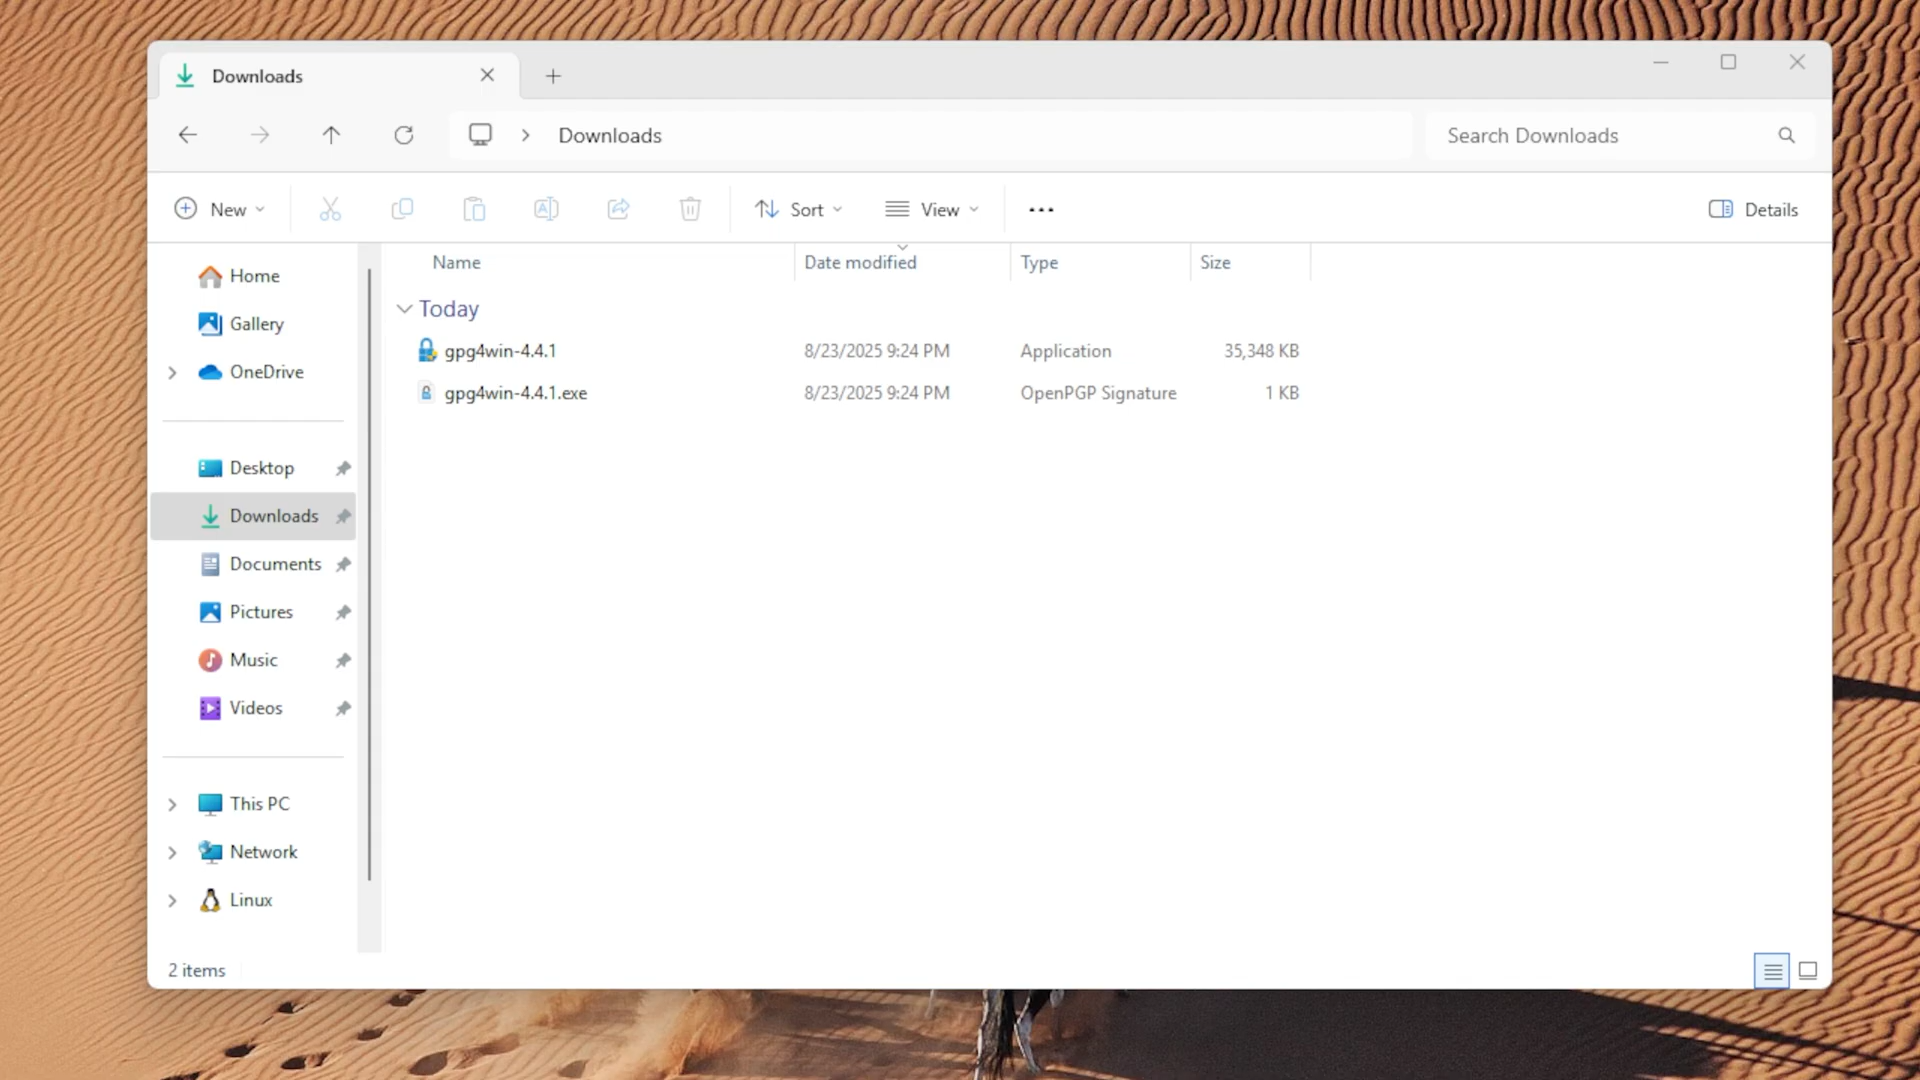 Downloads
Downloads
Search Downloads
New
Sort
View
Details
Name Date modified Type Size
Home
Gallery
OneDrive
Desktop
Downloads
Documents
Pictures
Music
Videos
This PC
Network
Linux
Today
gpg4win-4.4.1 8/23/2025 9:24 PM Application 35,348 KB
gpg4win-4.4.1.exe 8/23/2025 9:24 PM OpenPGP Signature 1 KB
2 items